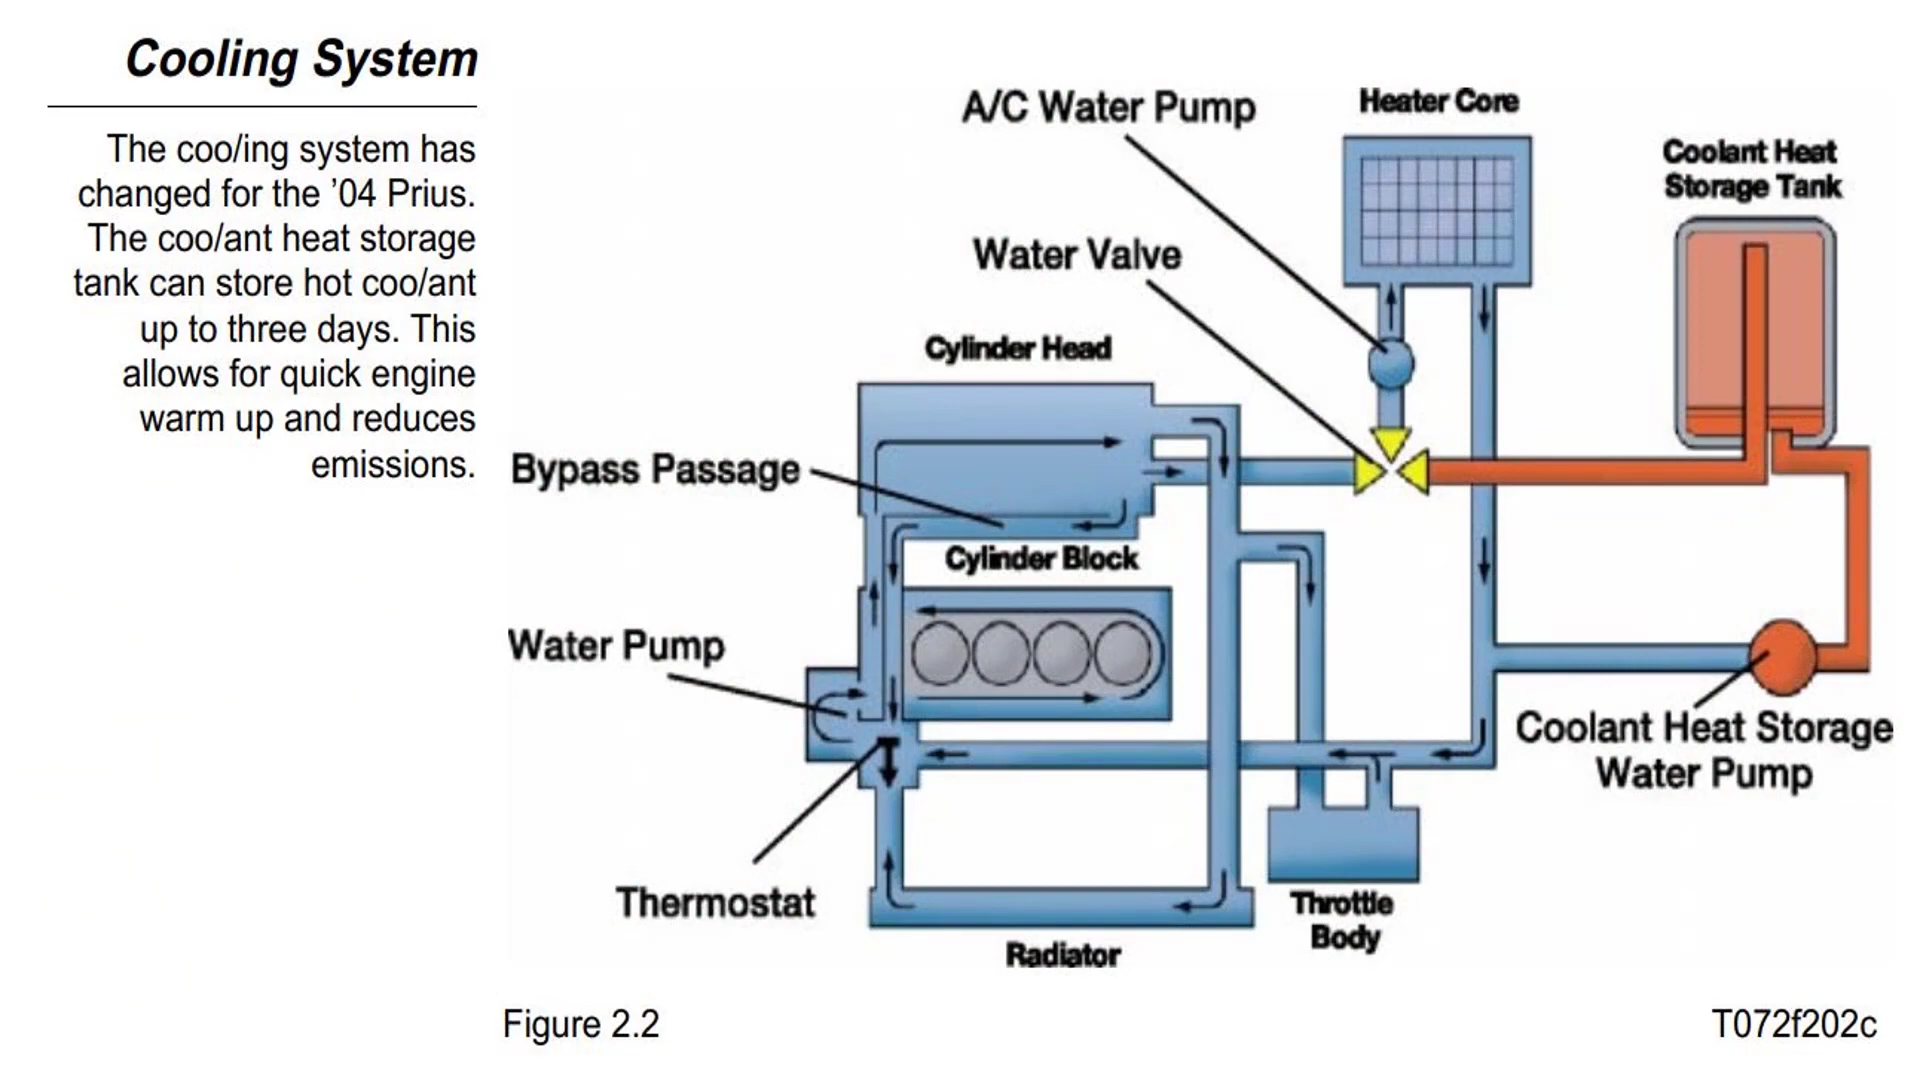 Cooling System
The coo/ing system has
changed for the ’04 Prius.
The coo/ant heat storage
tank can store hot coo/ant
up to three days. This
allows for quick engine
warm up and reduces
emissions.
A/C Water Pump
Heater Core
Coolant Heat
Storage Tank
Water Valve
Cylinder Head
Bypass Passage
Cylinder Block
Water Pump
Coolant Heat Storage
Water Pump
Thermostat
Throttle
Body
Radiator
Figure 2.2
T072f202c